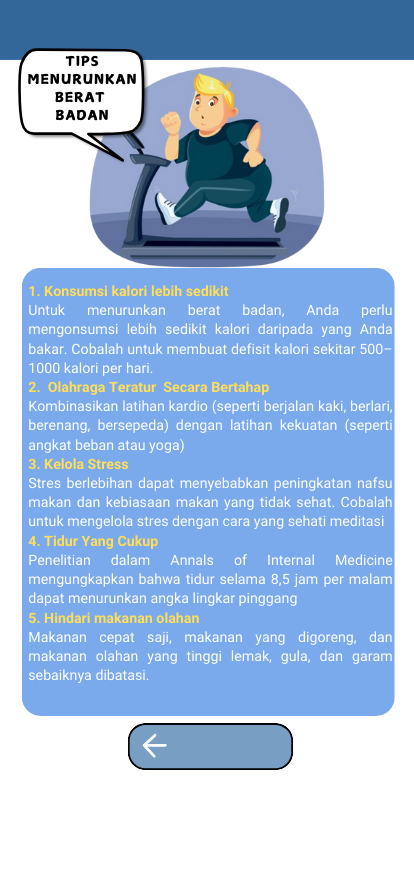 TIPS
MENURUNKAN
BERAT
BADAN
1. Konsumsi kalori lebih sedikit
Untuk menurunkan berat badan, Anda perlu
mengonsumsi lebih sedikit kalori daripada yang Anda
bakar. Cobalah untuk membuat defisit kalori sekitar 500–
1000 kalori per hari.
2. Olahraga Teratur Secara Bertahap
Kombinasikan latihan kardio (seperti berjalan kaki, berlari,
berenang, bersepeda) dengan latihan kekuatan (seperti
angkat beban atau yoga)
3. Kelola Stress
Stres berlebihan dapat menyebabkan peningkatan nafsu
makan dan kebiasaan makan yang tidak sehat. Cobalah
untuk mengelola stres dengan cara yang sehati meditasi
4. Tidur Yang Cukup
Penelitian dalam Annals of Internal Medicine
mengungkapkan bahwa tidur selama 8,5 jam per malam
dapat menurunkan angka lingkar pinggang
5. Hindari makanan olahan
Makanan cepat saji, makanan yang digoreng, dan
makanan olahan yang tinggi lemak, gula, dan garam
sebaiknya dibatasi.